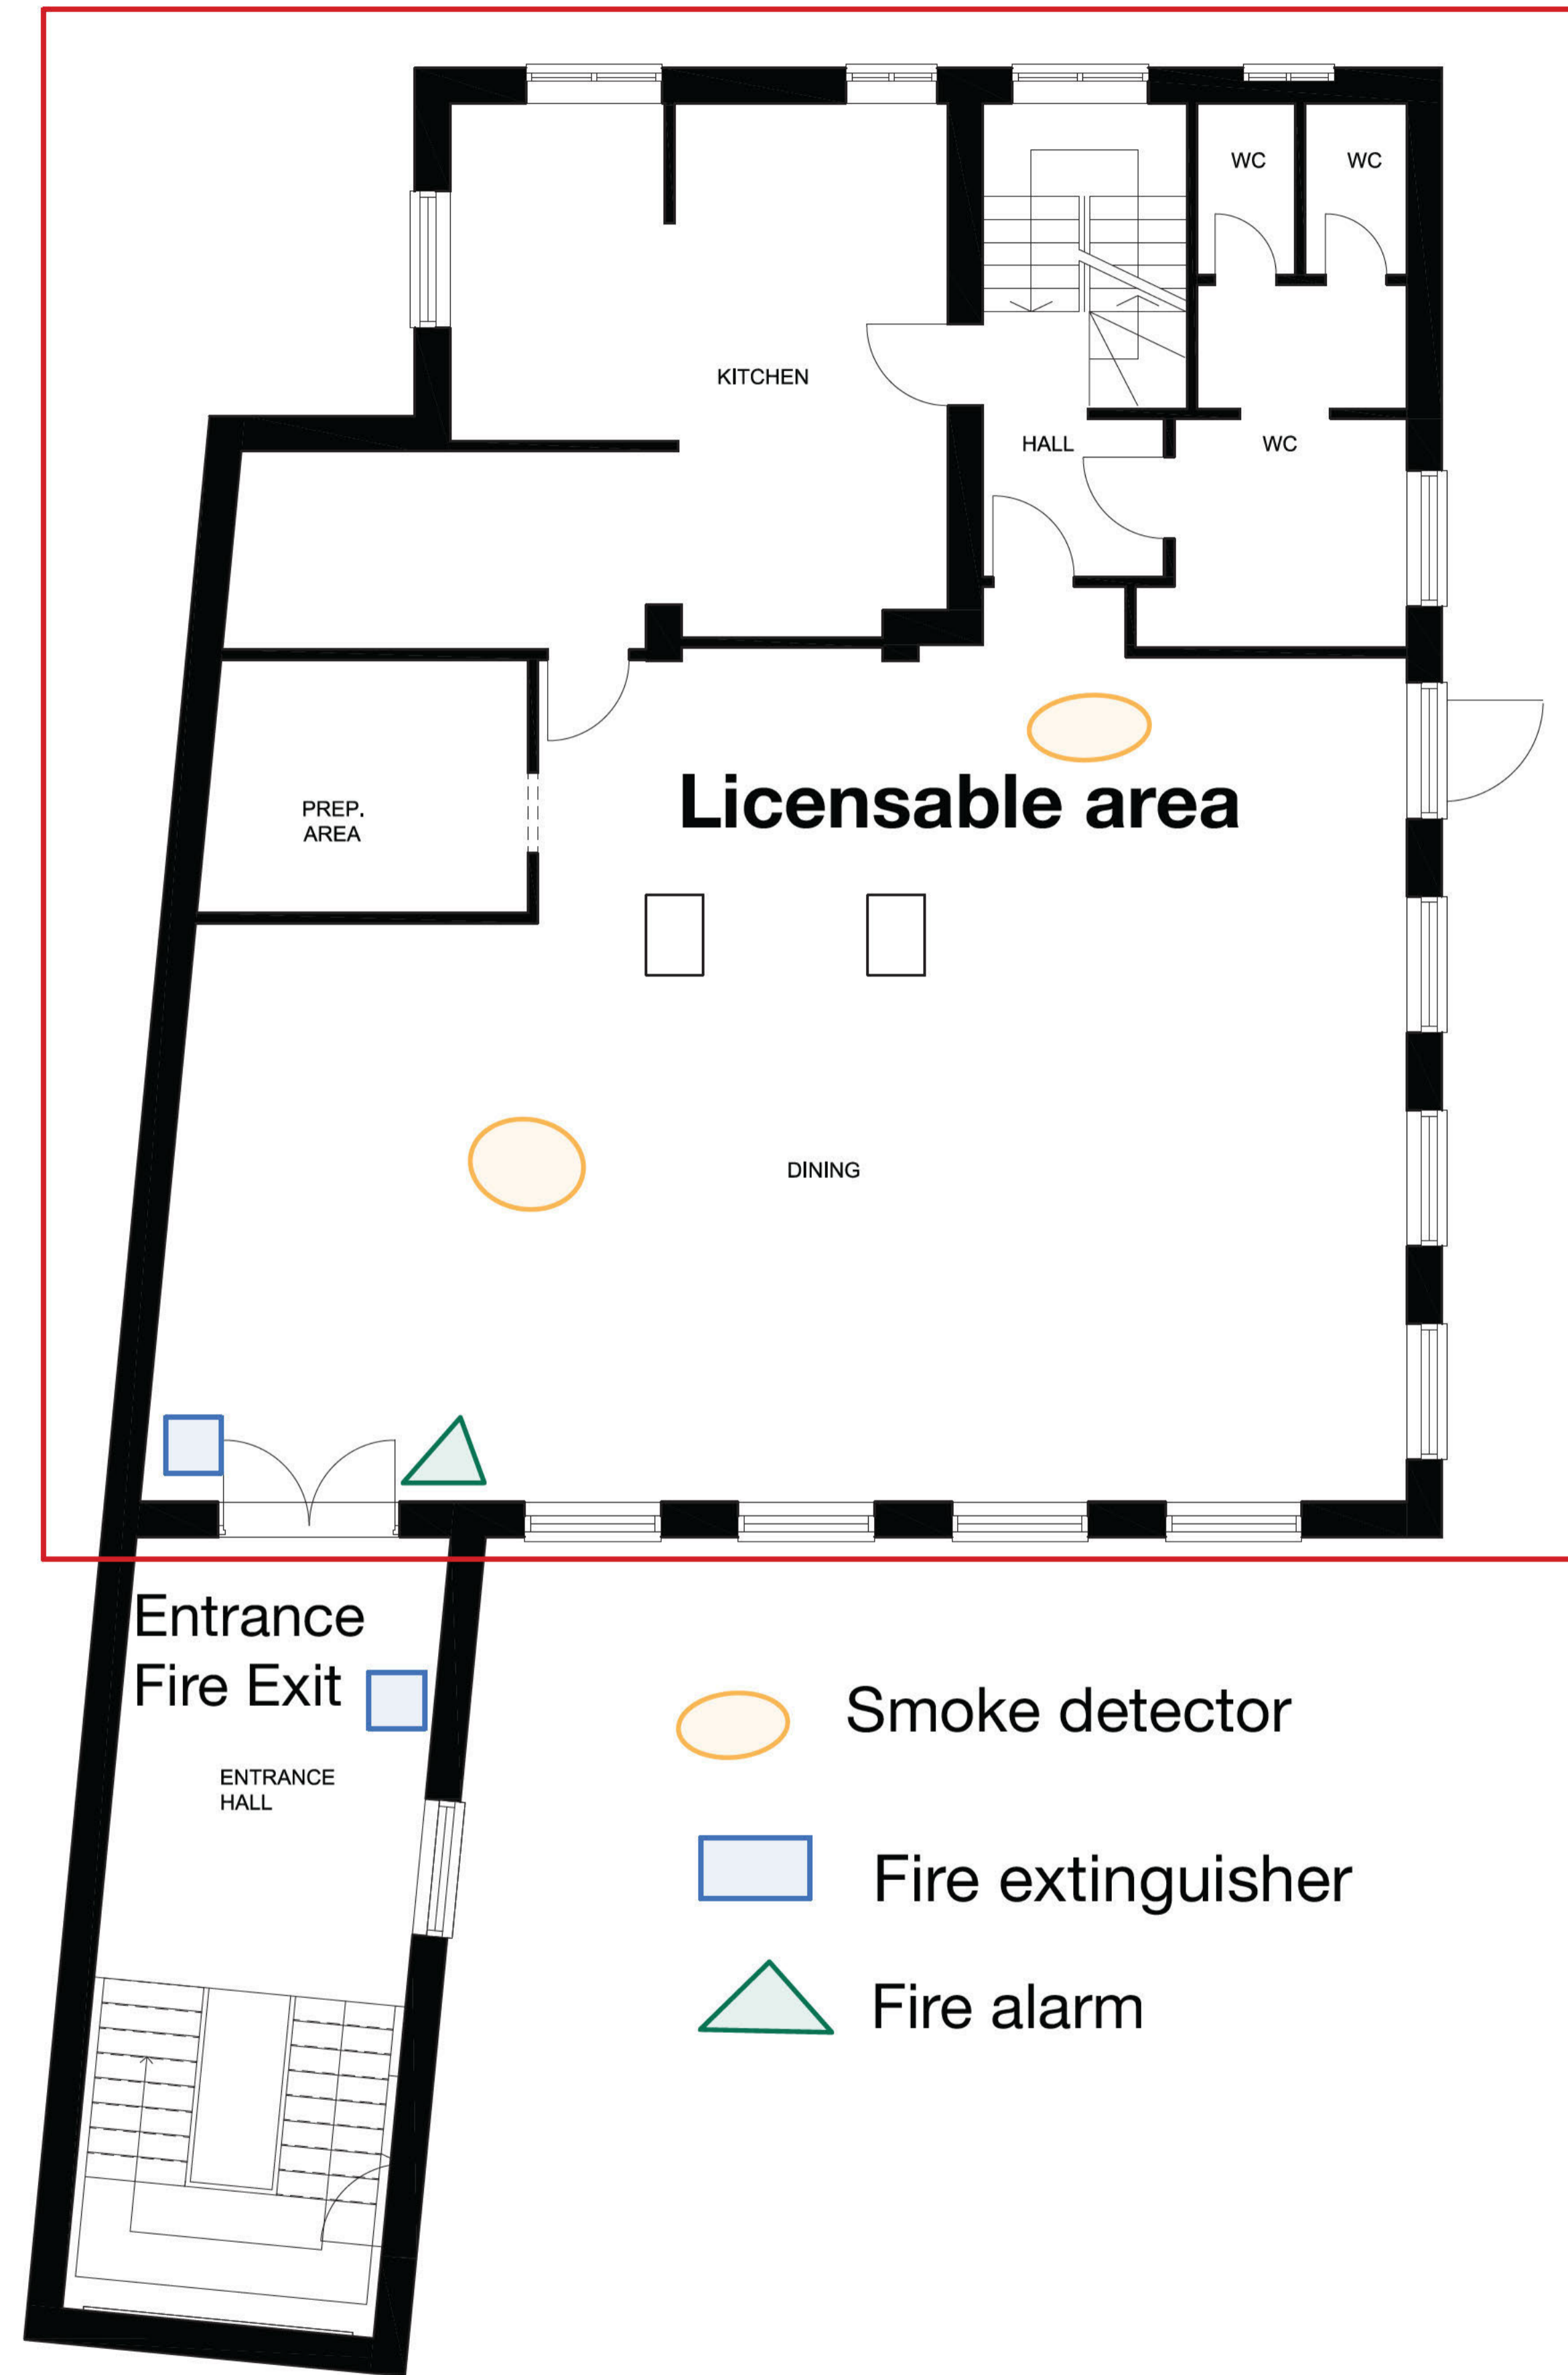 WC
WC
KITCHEN
HALL
WC
PREP.
AREA
Licensable area
DINING
Entrance
Fire Exit
ENTRANCE
HALL
Smoke detector
Fire extinguisher
Fire alarm